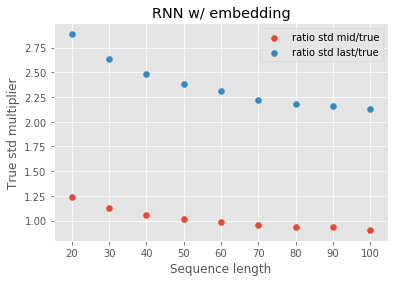 RNN w/ embedding
ratio std mid/true
ratio std last/true
True std multiplier
2.75
2.50
2.25
2.00
1.75
1.50
1.25
1.00
20 30 40 50 60 70 80 90 100
Sequence length